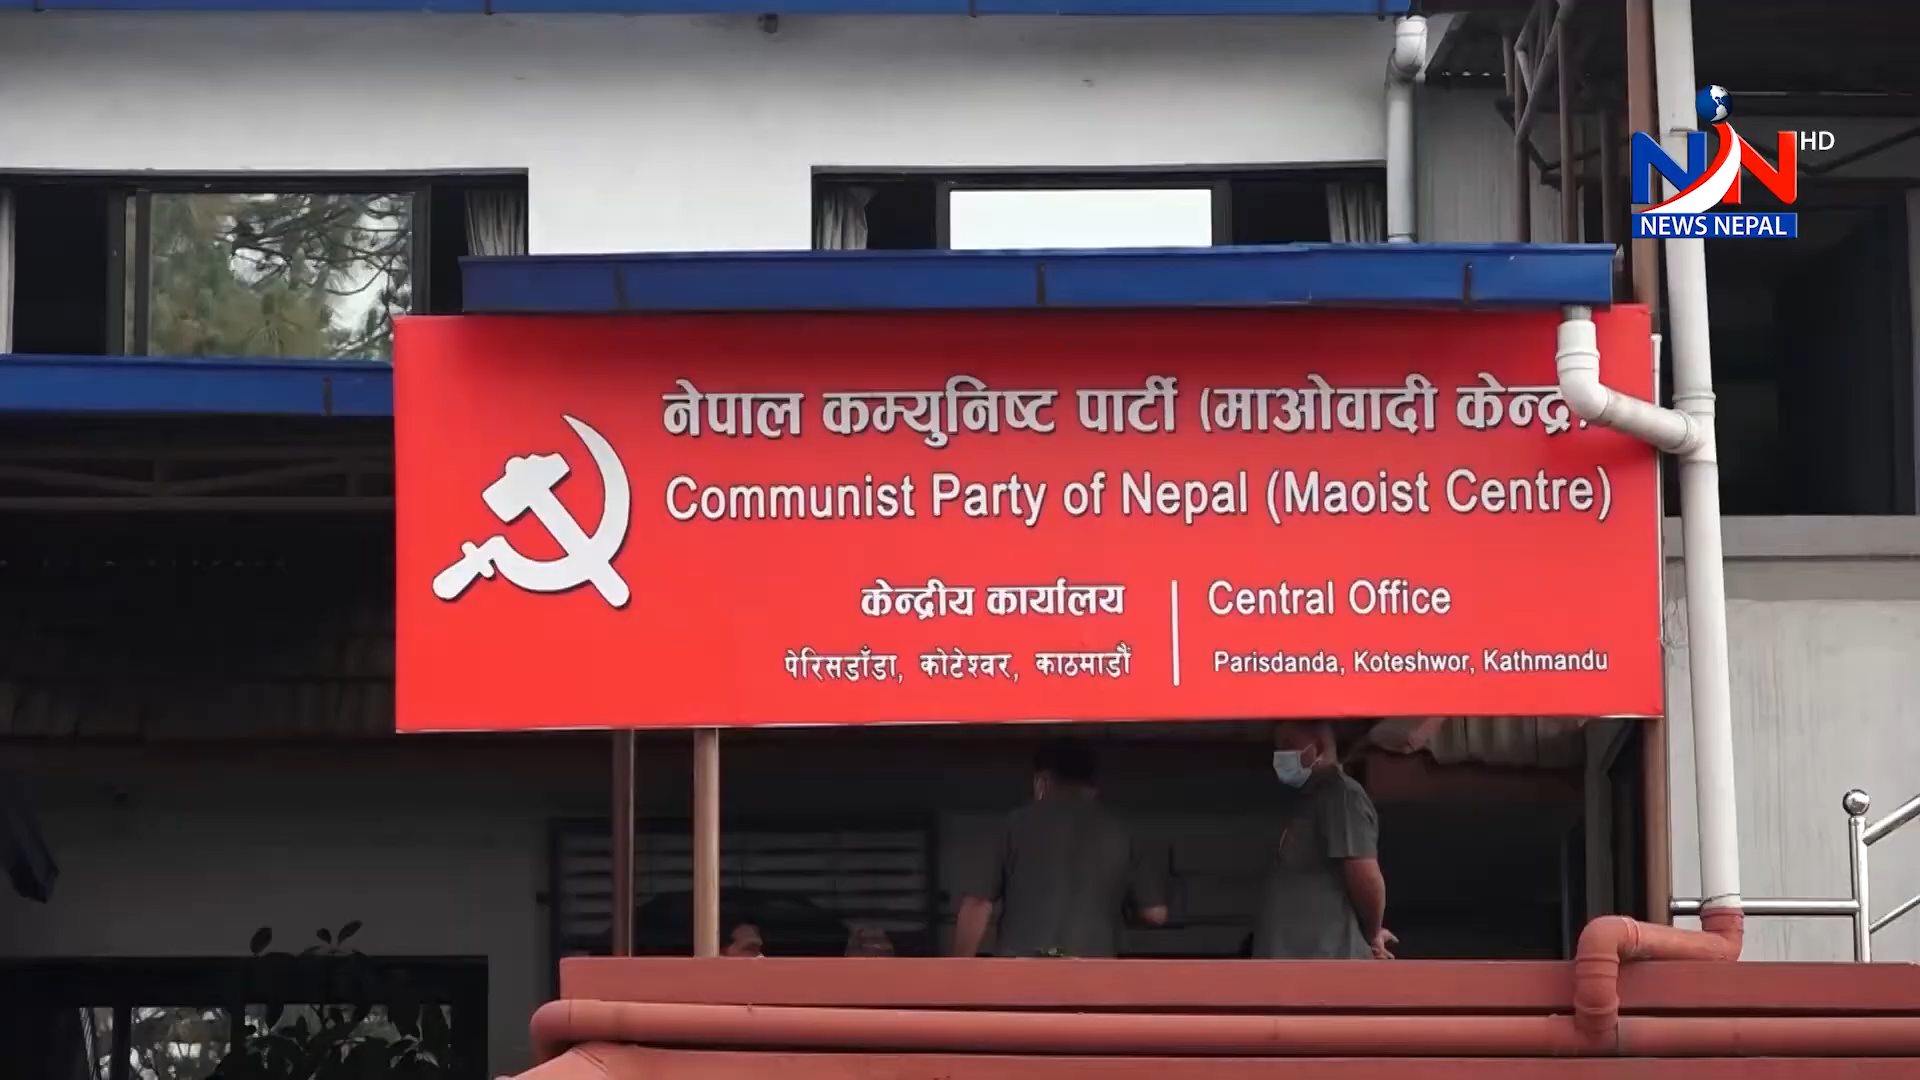 नेपाल कम्युनिष्ट पार्टी (माओवादी केन्द्र)
Communist Party of Nepal (Maoist Centre)
केन्द्रीय कार्यालय
पेरिसडाँडा, कोटेश्वर, काठमाडौं
Central Office
Parisdanda, Koteshwor, Kathmandu
NN HD
NEWS NEPAL